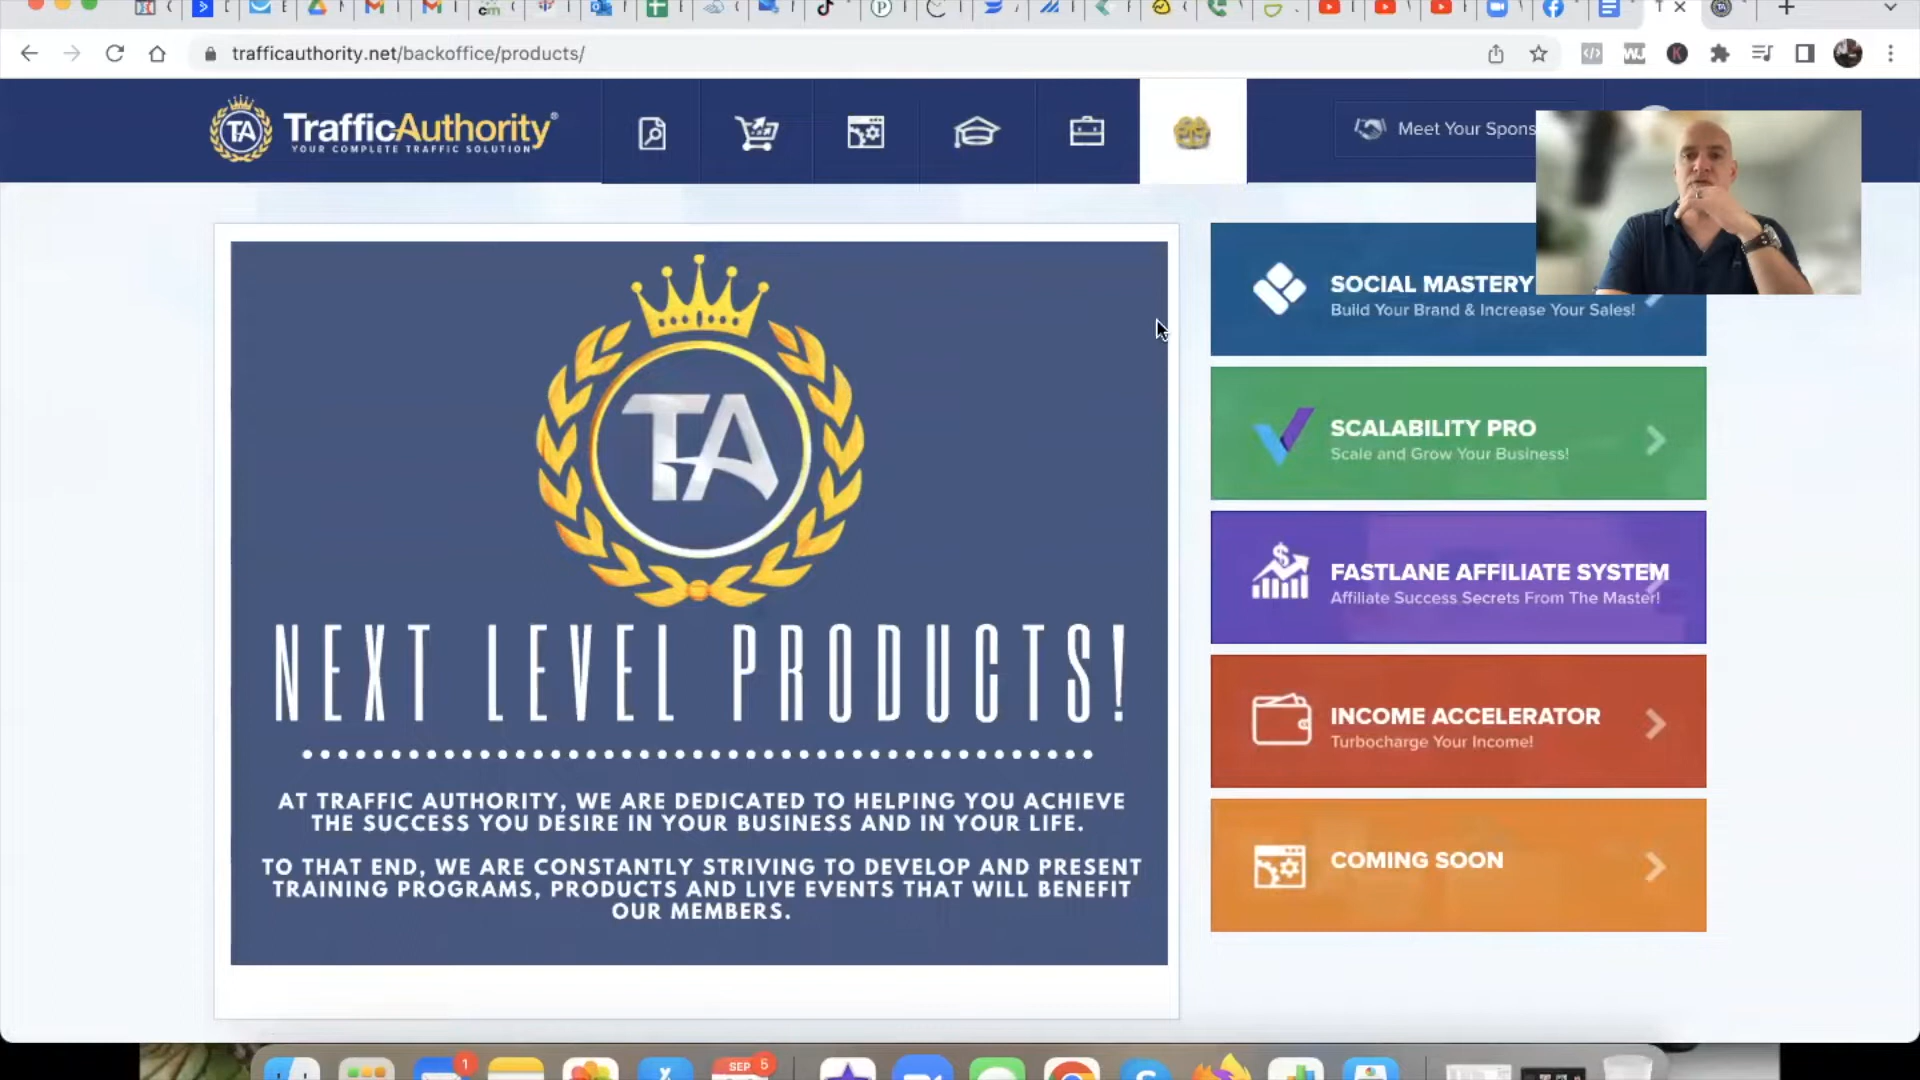 trafficauthority.net/backoffice/products/
TA
TrafficAuthority®
YOUR COMPLETE TRAFFIC SOLUTION
Meet Your Spons
TA
NEXT LEVEL PRODUCTS!
AT TRAFFIC AUTHORITY, WE ARE DEDICATED TO HELPING YOU ACHIEVE
THE SUCCESS YOU DESIRE IN YOUR BUSINESS AND IN YOUR LIFE.
TO THAT END, WE ARE CONSTANTLY STRIVING TO DEVELOP AND PRESENT
TRAINING PROGRAMS, PRODUCTS AND LIVE EVENTS THAT WILL BENEFIT
OUR MEMBERS.
SOCIAL MASTERY
Build Your Brand & Increase Your Sales!
SCALABILITY PRO
Scale and Grow Your Business!
FASTLANE AFFILIATE SYSTEM
Affiliate Success Secrets From The Master!
INCOME ACCELERATOR
Turbocharge Your Income!
COMING SOON
1
SEP 5